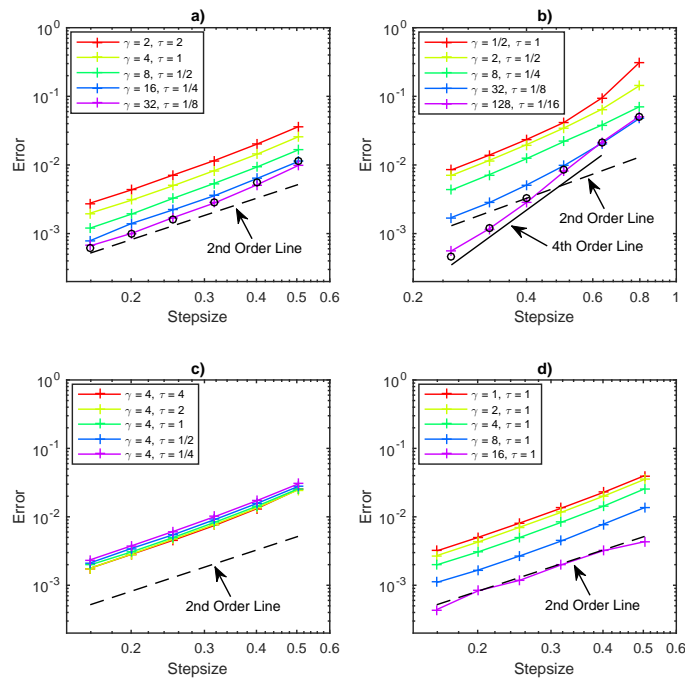 a)
10^0
10^-1
10^-2
10^-3
Error
γ = 2, τ = 2
γ = 4, τ = 1
γ = 8, τ = 1/2
γ = 16, τ = 1/4
γ = 32, τ = 1/8
2nd Order Line
0.2
0.3
0.4
0.5
0.6
Stepsize
b)
10^0
10^-1
10^-2
10^-3
Error
γ = 1/2, τ = 1
γ = 2, τ = 1/2
γ = 8, τ = 1/4
γ = 32, τ = 1/8
γ = 128, τ = 1/16
2nd Order Line
4th Order Line
0.2
0.4
0.6
0.8
1
Stepsize
c)
10^0
10^-1
10^-2
10^-3
Error
γ = 4, τ = 4
γ = 4, τ = 2
γ = 4, τ = 1
γ = 4, τ = 1/2
γ = 4, τ = 1/4
2nd Order Line
0.2
0.3
0.4
0.5
0.6
Stepsize
d)
10^0
10^-1
10^-2
10^-3
Error
γ = 1, τ = 1
γ = 2, τ = 1
γ = 4, τ = 1
γ = 8, τ = 1
γ = 16, τ = 1
2nd Order Line
0.2
0.3
0.4
0.5
0.6
Stepsize